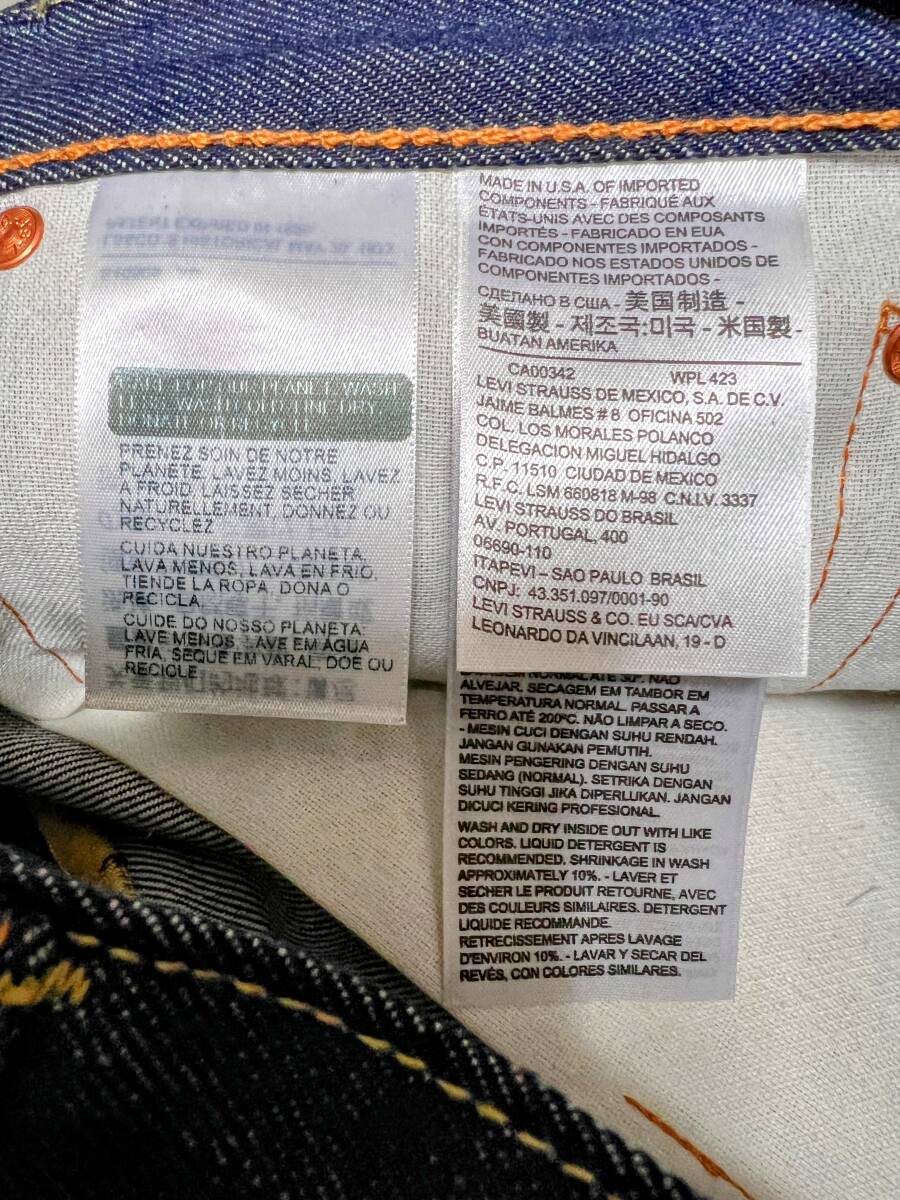 PRENEZ SOIN DE NOTRE
PLANÈTE, LAVEZ MOINS, LAVEZ
À FROID, LAISSEZ SÉCHER
NATURELLEMENT, DONNEZ OU
RECYCLEZ
CUIDA NUESTRO PLANETA.
LAVA MENOS, LAVA EN FRÍO,
TIENDE LA ROPA, DONA O
RECICLA.
CUIDE DO NOSSO PLANETA.
LAVE MENOS, LAVE EM ÁGUA
FRIA, SEQUE EM VARAL, DOE OU
RECICLE.
MADE IN U.S.A. OF IMPORTED
COMPONENTS - FABRIQUÉ AUX
ÉTATS-UNIS AVEC DES COMPOSANTS
IMPORTÉS - FABRICADO EN EUA
CON COMPONENTES IMPORTADOS -
FABRICADO NOS ESTADOS UNIDOS DE
COMPONENTES IMPORTADOS -
СДЕЛАНО В США - 美国制造 -
美國製 - 제조국:미국 - 米国製 -
BUATAN AMERIKA
CA00342 WPL 423
LEVI STRAUSS DE MEXICO, S.A. DE C.V.
JAIME BALMES # 8 OFICINA 502
COL. LOS MORALES POLANCO
DELEGACION MIGUEL HIDALGO
C.P. 11510 CIUDAD DE MEXICO
R.F.C. LSM 660818 M-98 C.N.I.V. 3337
LEVI STRAUSS DO BRASIL
AV. PORTUGAL, 400
06690-110
ITAPEVI – SAO PAULO BRASIL
CNPJ: 43.351.097/0001-90
LEVI STRAUSS & CO. EU SCA/CVA
LEONARDO DA VINCILAAN, 19 - D
NORMAL ATÉ 30°. NÃO
ALVEJAR. SECAGEM EM TAMBOR EM
TEMPERATURA NORMAL. PASSAR A
FERRO ATÉ 200°C. NÃO LIMPAR A SECO.
- MESIN CUCI DENGAN SUHU RENDAH.
JANGAN GUNAKAN PEMUTIH.
MESIN PENGERING DENGAN SUHU
SEDANG (NORMAL). SETRIKA DENGAN
SUHU TINGGI JIKA DIPERLUKAN. JANGAN
DICUCI KERING PROFESIONAL.
WASH AND DRY INSIDE OUT WITH LIKE
COLORS. LIQUID DETERGENT IS
RECOMMENDED. SHRINKAGE IN WASH
APPROXIMATELY 10%. - LAVER ET
SECHER LE PRODUIT RETOURNE, AVEC
DES COULEURS SIMILAIRES. DETERGENT
LIQUIDE RECOMMANDE.
RETRECISSEMENT APRES LAVAGE
D'ENVIRON 10%. - LAVAR Y SECAR DEL
REVÉS, CON COLORES SIMILARES.